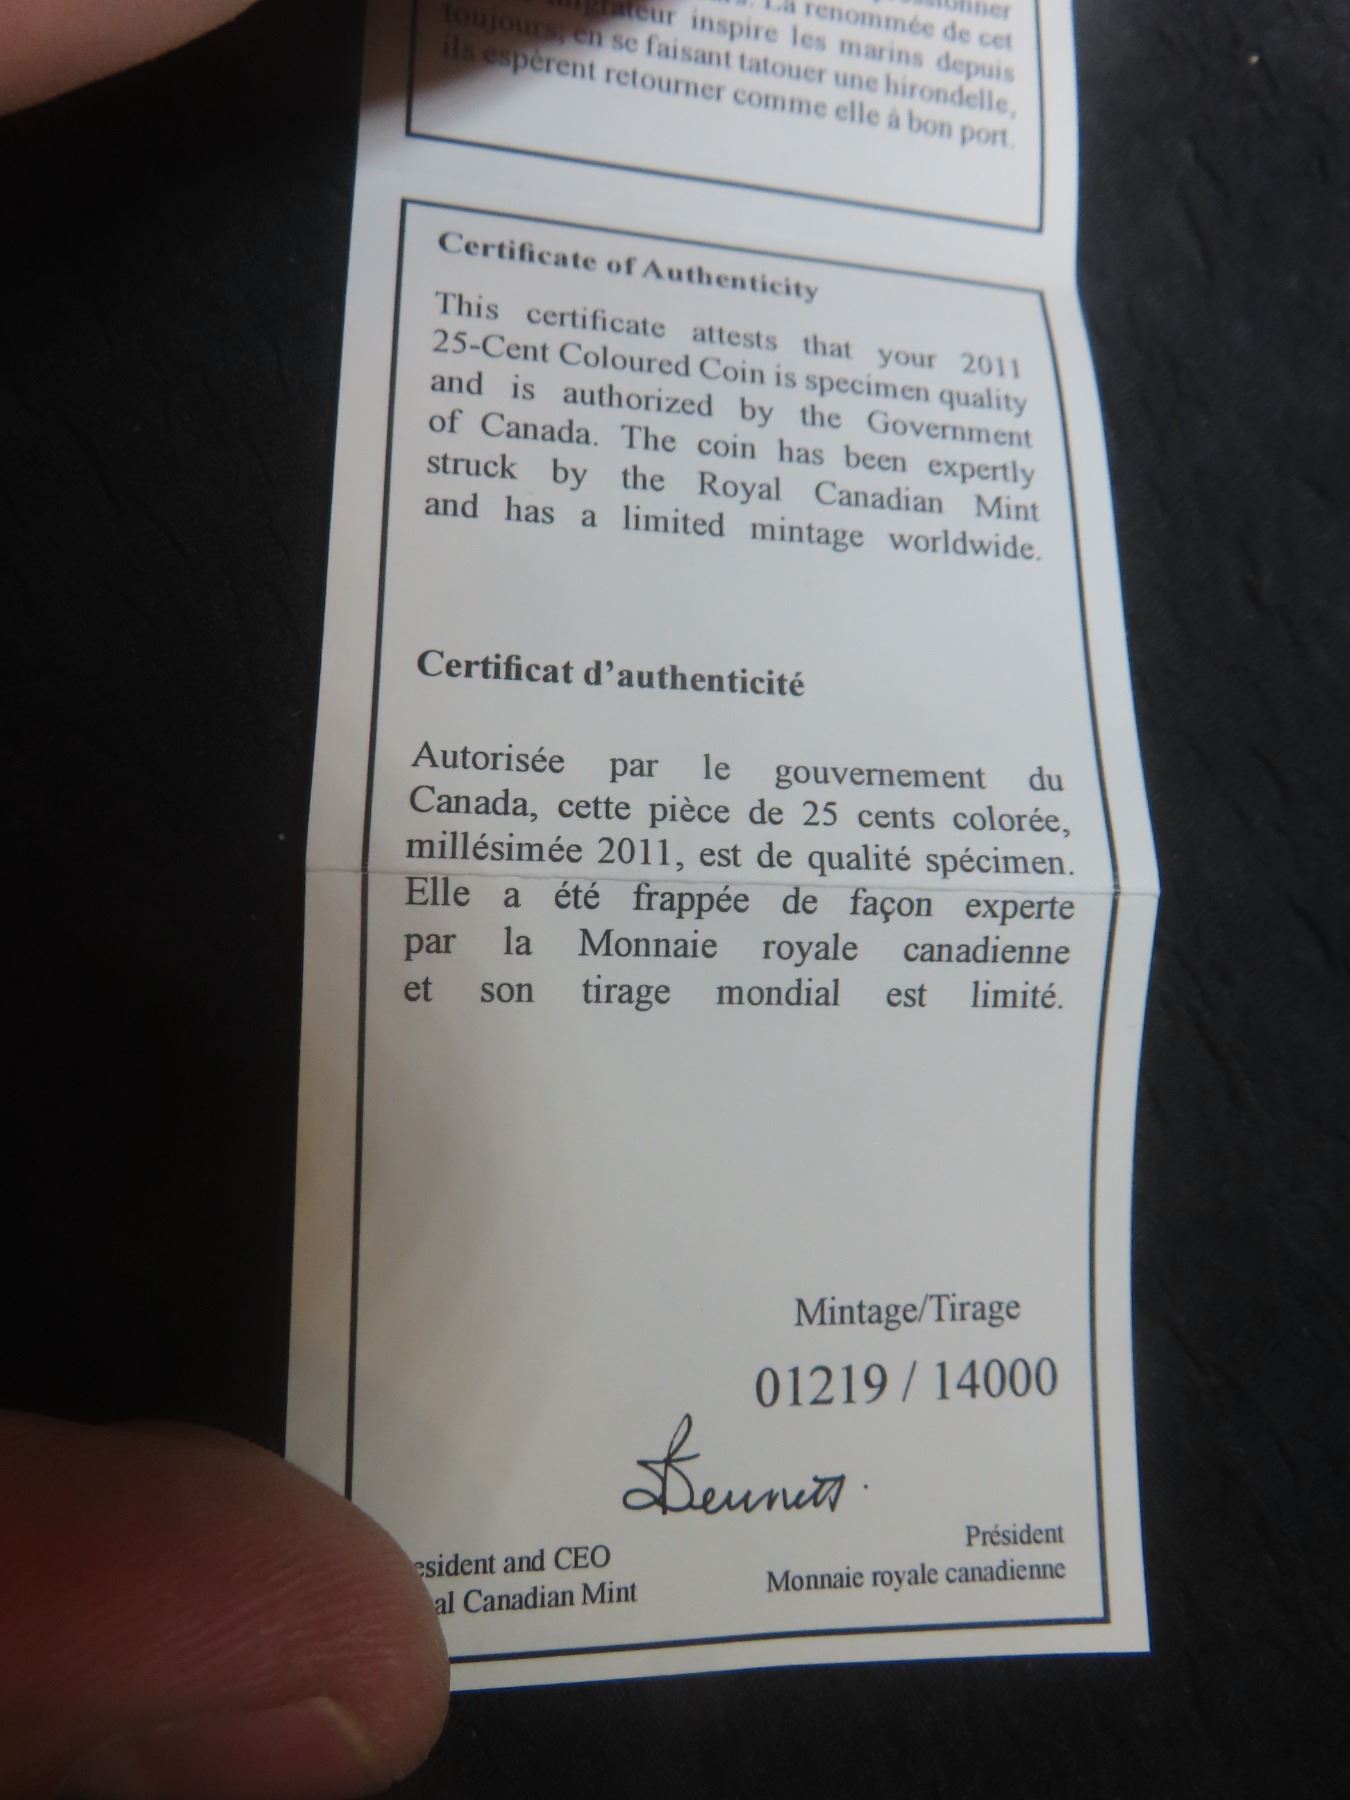 La renommée de cet
inspire les marins depuis
toujours, en se faisant tatouer une hirondelle,
ils espèrent retourner comme elle à bon port.
Certificate of Authenticity
This certificate attests that your 2011
25-Cent Coloured Coin is specimen quality
and is authorized by the Government
of Canada. The coin has been expertly
struck by the Royal Canadian Mint
and has a limited mintage worldwide.
Certificat d'authenticité
Autorisée par le gouvernement du
Canada, cette pièce de 25 cents colorée,
millésimée 2011, est de qualité spécimen.
Elle a été frappée de façon experte
par la Monnaie royale canadienne
et son tirage mondial est limité.
Mintage/Tirage
01219 / 14000
Bennett
esident and CEO
al Canadian Mint
Président
Monnaie royale canadienne